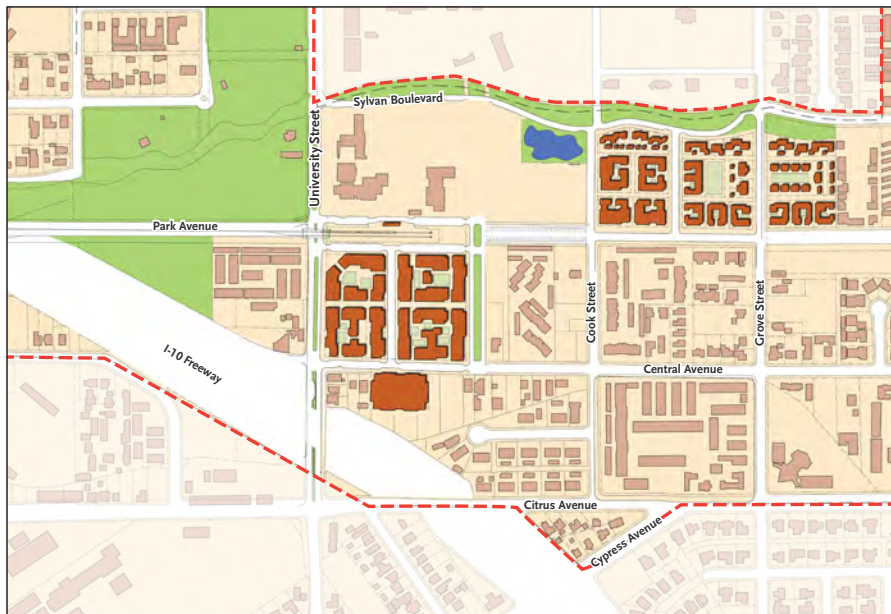 Sylvan Boulevard
University Street
Park Avenue
Cook Street
Grove Street
I-10 Freeway
Central Avenue
Citrus Avenue
Cypress Avenue